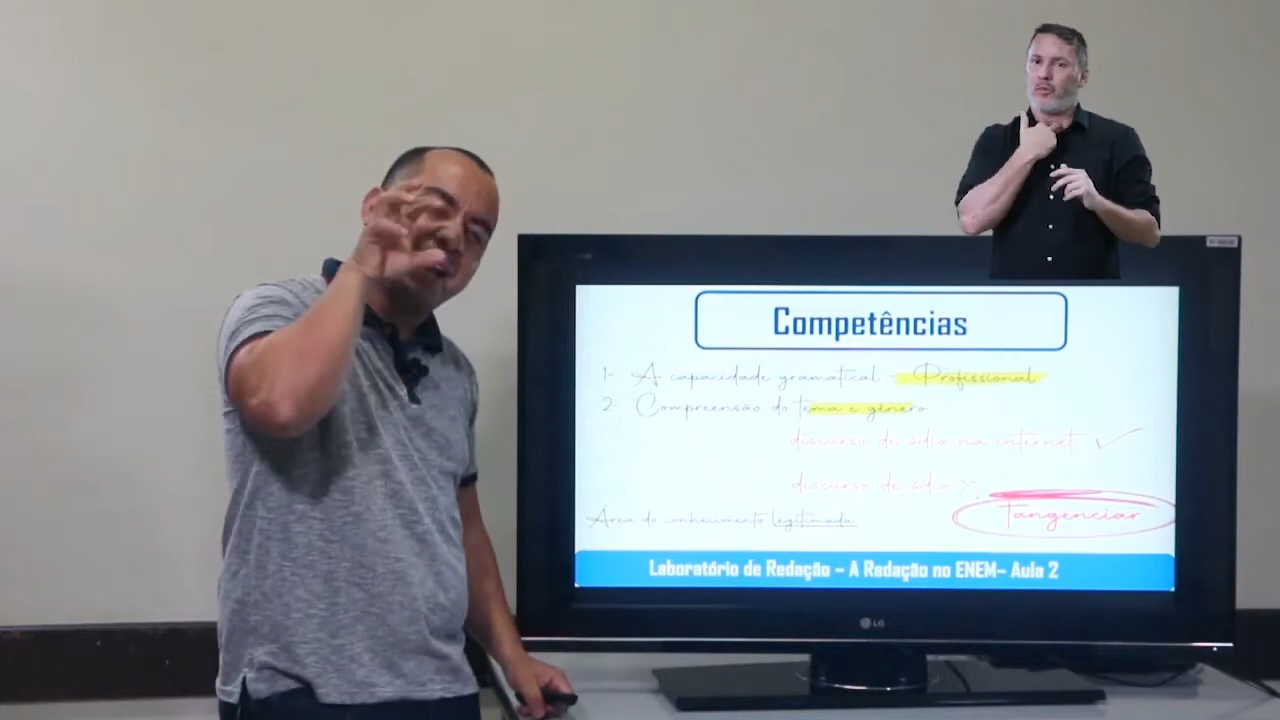 Competências
1- A capacidade gramatical - Profissional
2- Compreensão do tema e gênero
discurso de ódio na internet ✓
discurso de ódio x
Área do conhecimento legitimada
Tangenciar
Laboratório de Redação – A Redação no ENEM– Aula 2
LG